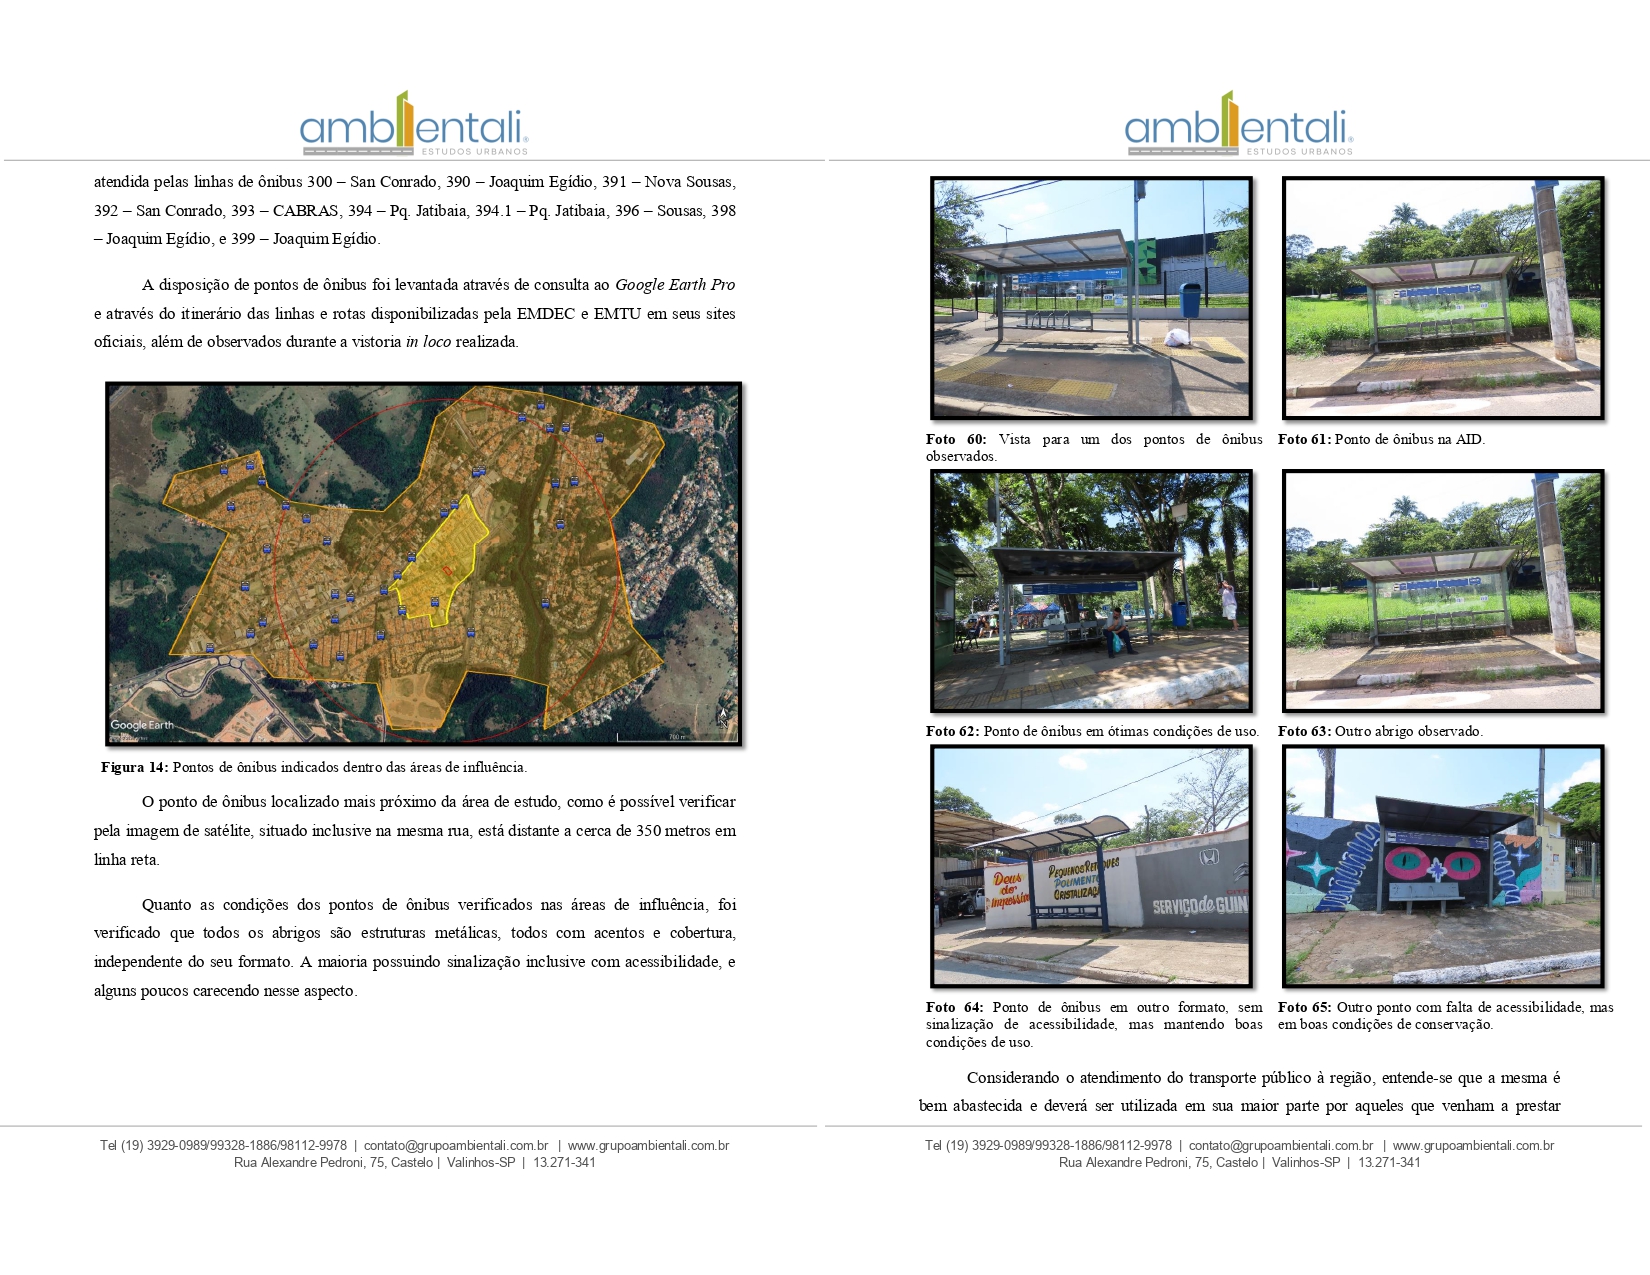 ambientali®
ESTUDOS URBANOS
atendida pelas linhas de ônibus 300 – San Conrado, 390 – Joaquim Egídio, 391 – Nova Sousas,
392 – San Conrado, 393 – CABRAS, 394 – Pq. Jatibaia, 394.1 – Pq. Jatibaia, 396 – Sousas, 398
– Joaquim Egídio, e 399 – Joaquim Egídio.
A disposição de pontos de ônibus foi levantada através de consulta ao Google Earth Pro
e através do itinerário das linhas e rotas disponibilizadas pela EMDEC e EMTU em seus sites
oficiais, além de observados durante a vistoria in loco realizada.
Google Earth
700 m
N
Figura 14: Pontos de ônibus indicados dentro das áreas de influência.
O ponto de ônibus localizado mais próximo da área de estudo, como é possível verificar
pela imagem de satélite, situado inclusive na mesma rua, está distante a cerca de 350 metros em
linha reta.
Quanto as condições dos pontos de ônibus verificados nas áreas de influência, foi
verificado que todos os abrigos são estruturas metálicas, todos com acentos e cobertura,
independente do seu formato. A maioria possuindo sinalização inclusive com acessibilidade, e
alguns poucos carecendo nesse aspecto.
Tel (19) 3929-0989/99328-1886/98112-9978 | contato@grupoambientali.com.br | www.grupoambientali.com.br
Rua Alexandre Pedroni, 75, Castelo | Valinhos-SP | 13.271-341
ambientali®
ESTUDOS URBANOS
Foto 60: Vista para um dos pontos de ônibus
observados.
Foto 61: Ponto de ônibus na AID.
Foto 62: Ponto de ônibus em ótimas condições de uso.
Foto 63: Outro abrigo observado.
Deus
do
impossível
PEQUENOS REPAROS
POLIMENTO
CRISTALIZAÇÃO
SERVIÇO de GUIN
Foto 64: Ponto de ônibus em outro formato, sem
sinalização de acessibilidade, mas mantendo boas
condições de uso.
Foto 65: Outro ponto com falta de acessibilidade, mas
em boas condições de conservação.
Considerando o atendimento do transporte público à região, entende-se que a mesma é
bem abastecida e deverá ser utilizada em sua maior parte por aqueles que venham a prestar
Tel (19) 3929-0989/99328-1886/98112-9978 | contato@grupoambientali.com.br | www.grupoambientali.com.br
Rua Alexandre Pedroni, 75, Castelo | Valinhos-SP | 13.271-341